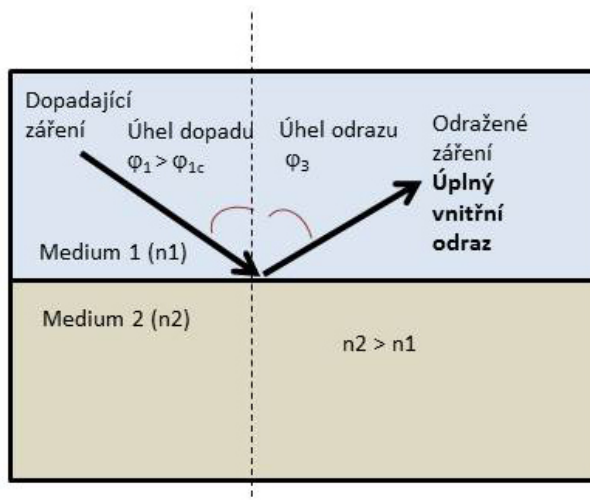 Dopadající
záření
Úhel dopadu
φ1 > φ1c
Úhel odrazu
φ3
Odražené
záření
Úplný
vnitřní
odraz
Medium 1 (n1)
Medium 2 (n2)
n2 > n1